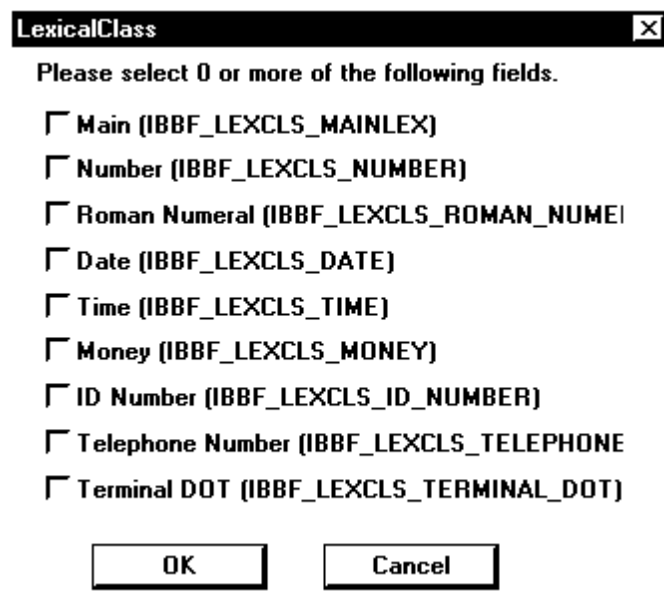 LexicalClass
Please select 0 or more of the following fields.
Main (IBBF_LEXCLS_MAINLEX)
Number (IBBF_LEXCLS_NUMBER)
Roman Numeral (IBBF_LEXCLS_ROMAN_NUME
Date (IBBF_LEXCLS_DATE)
Time (IBBF_LEXCLS_TIME)
Money (IBBF_LEXCLS_MONEY)
ID Number (IBBF_LEXCLS_ID_NUMBER)
Telephone Number (IBBF_LEXCLS_TELEPHONE
Terminal DOT (IBBF_LEXCLS_TERMINAL_DOT)
OK Cancel